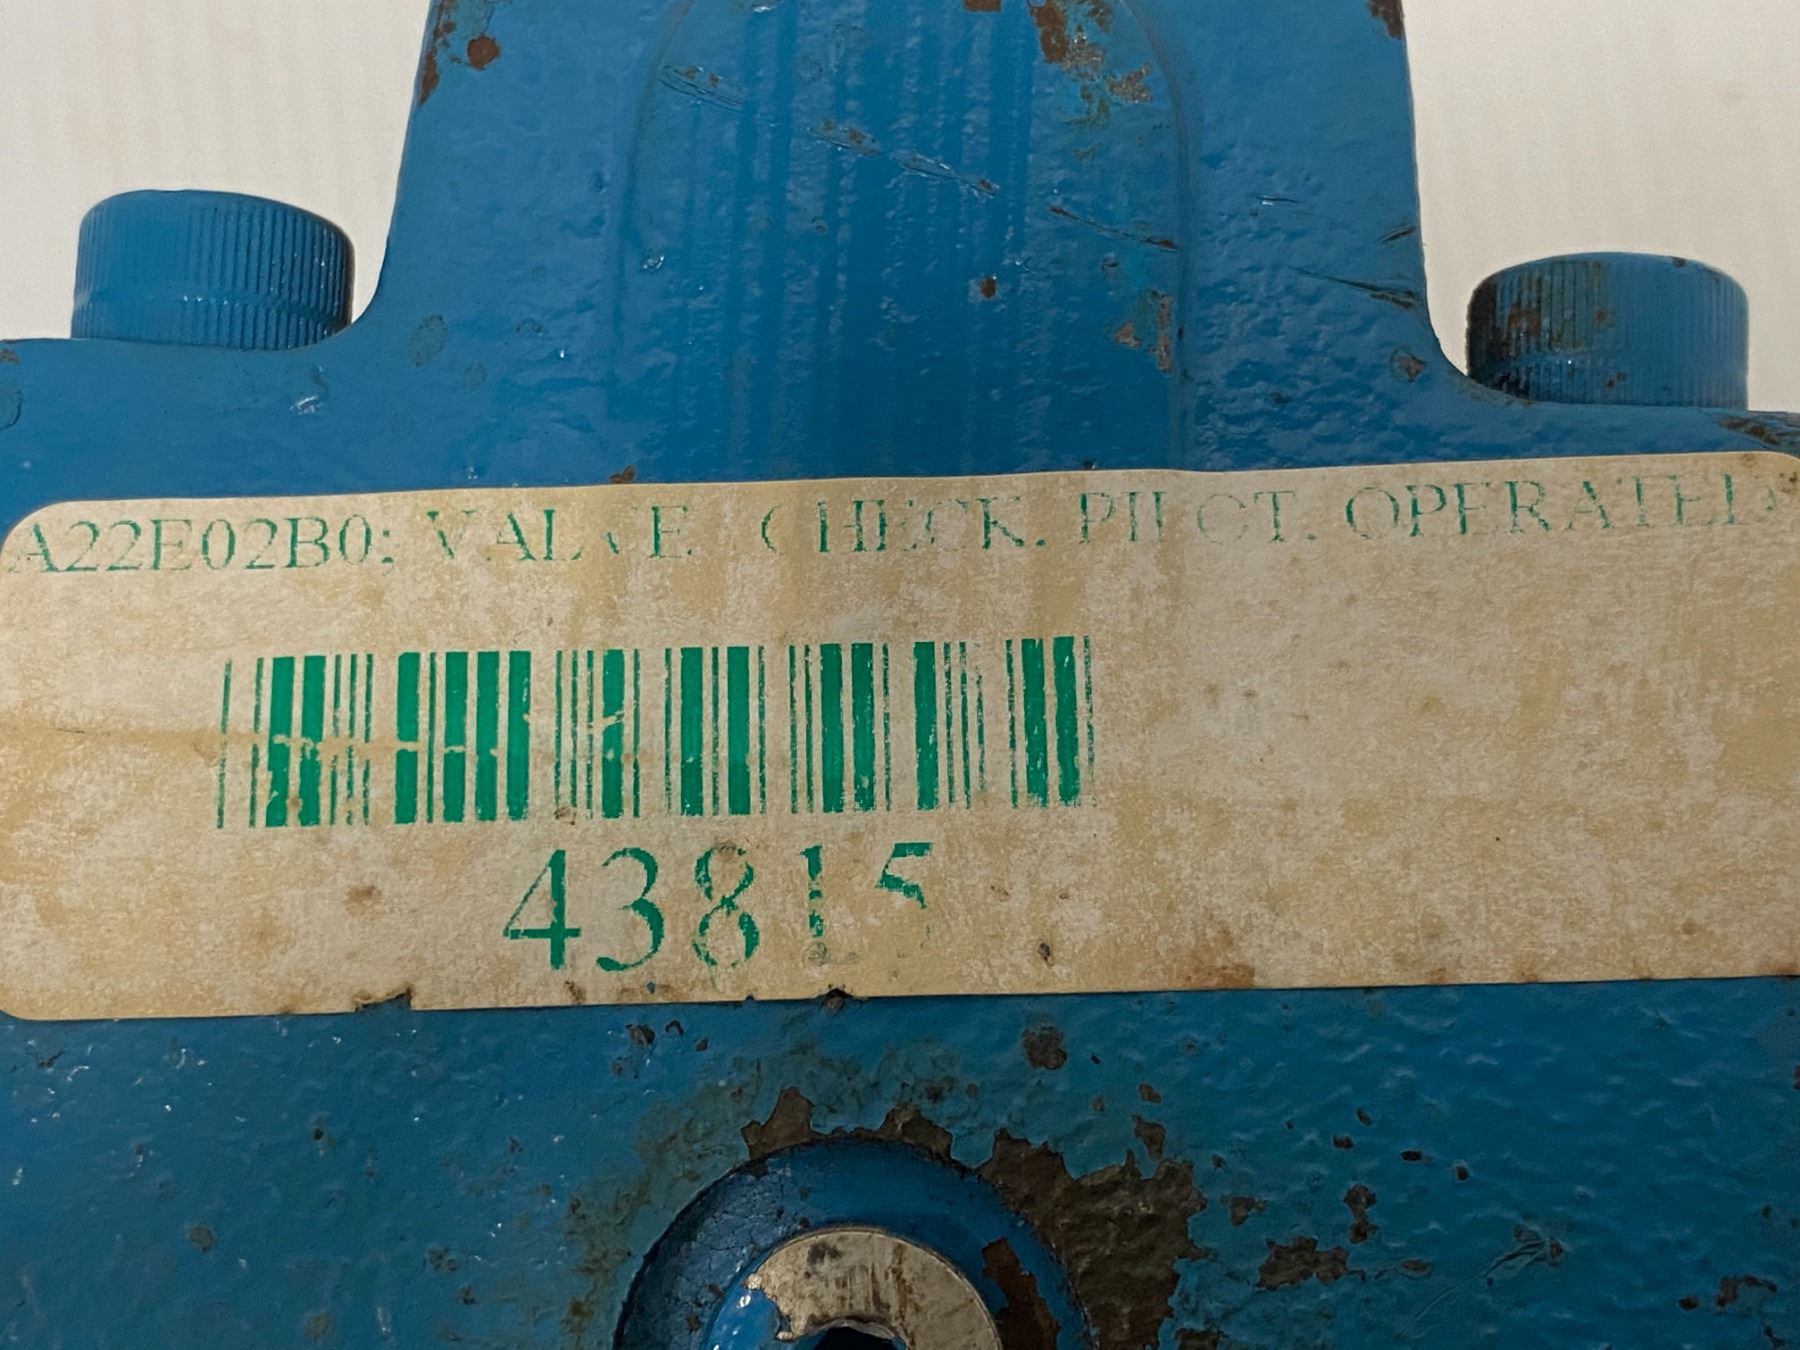 A22E02B0; VALVE, CHECK, PILOT, OPERATED
43815